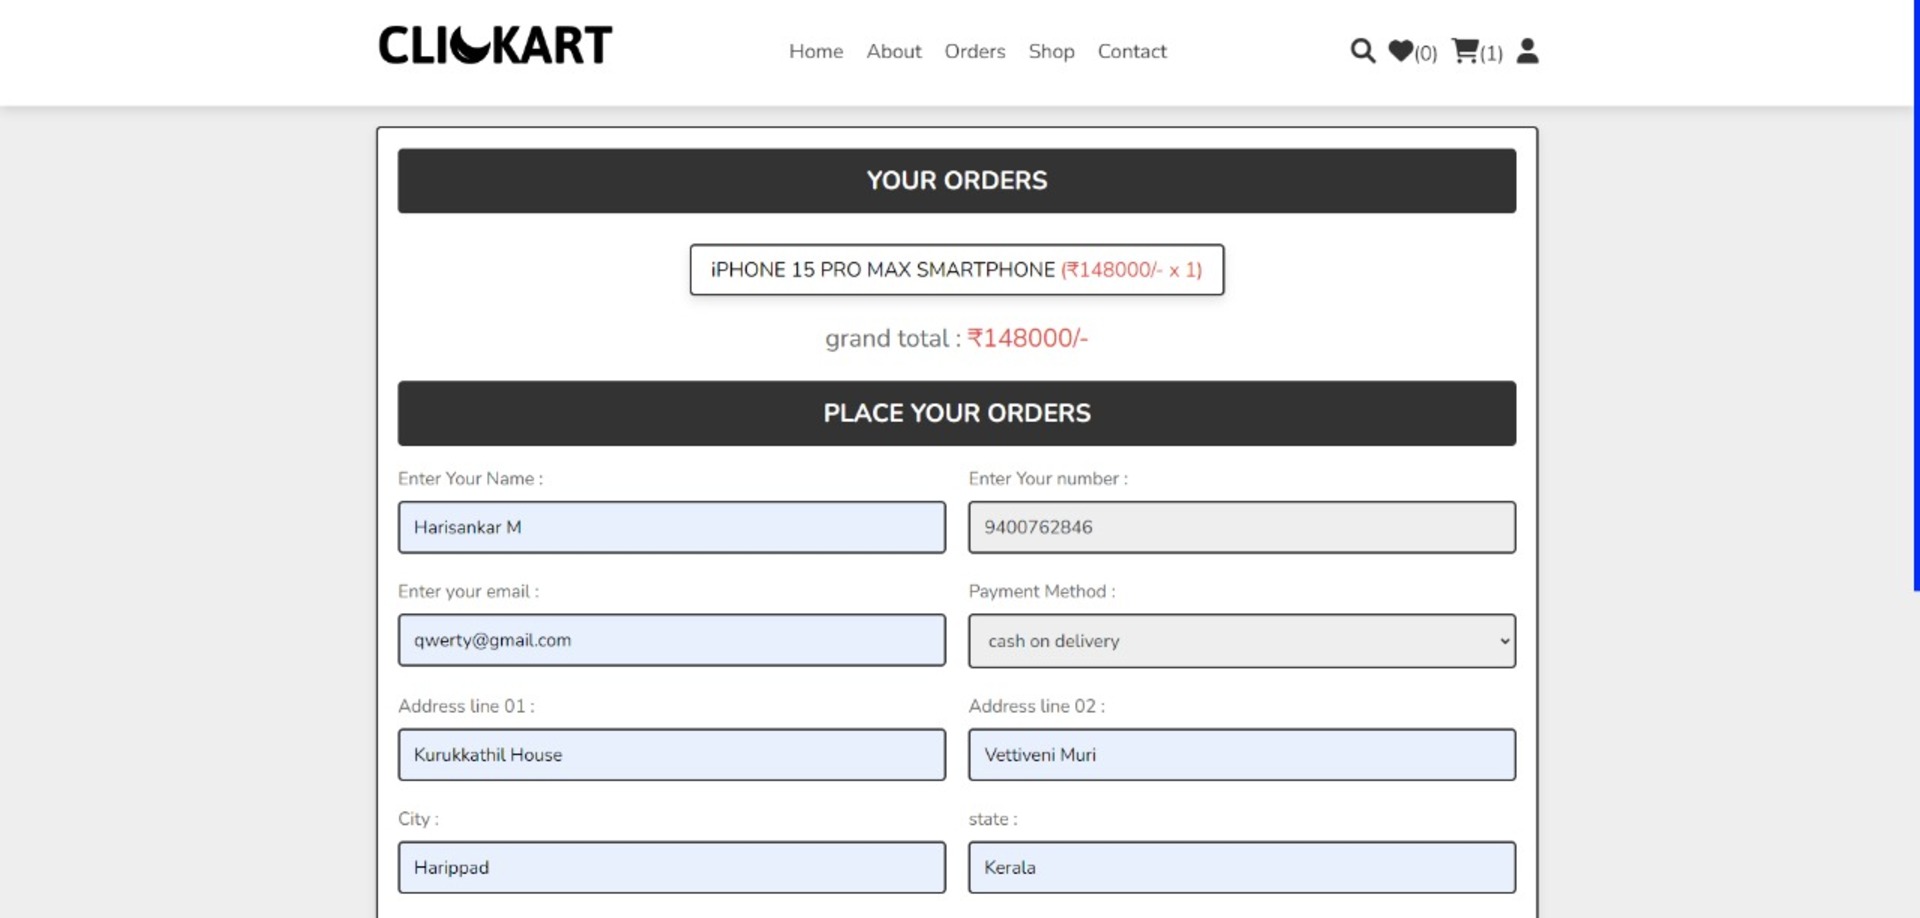 CLICKART
Home About Orders Shop Contact (0) (1)
YOUR ORDERS
iPHONE 15 PRO MAX SMARTPHONE (₹148000/- x 1)
grand total : ₹148000/-
PLACE YOUR ORDERS
Enter Your Name : Enter Your number :
Harisankar M 9400762846
Enter your email : Payment Method :
qwerty@gmail.com cash on delivery
Address line 01 : Address line 02 :
Kurukkathil House Vettiveni Muri
City : state :
Harippad Kerala